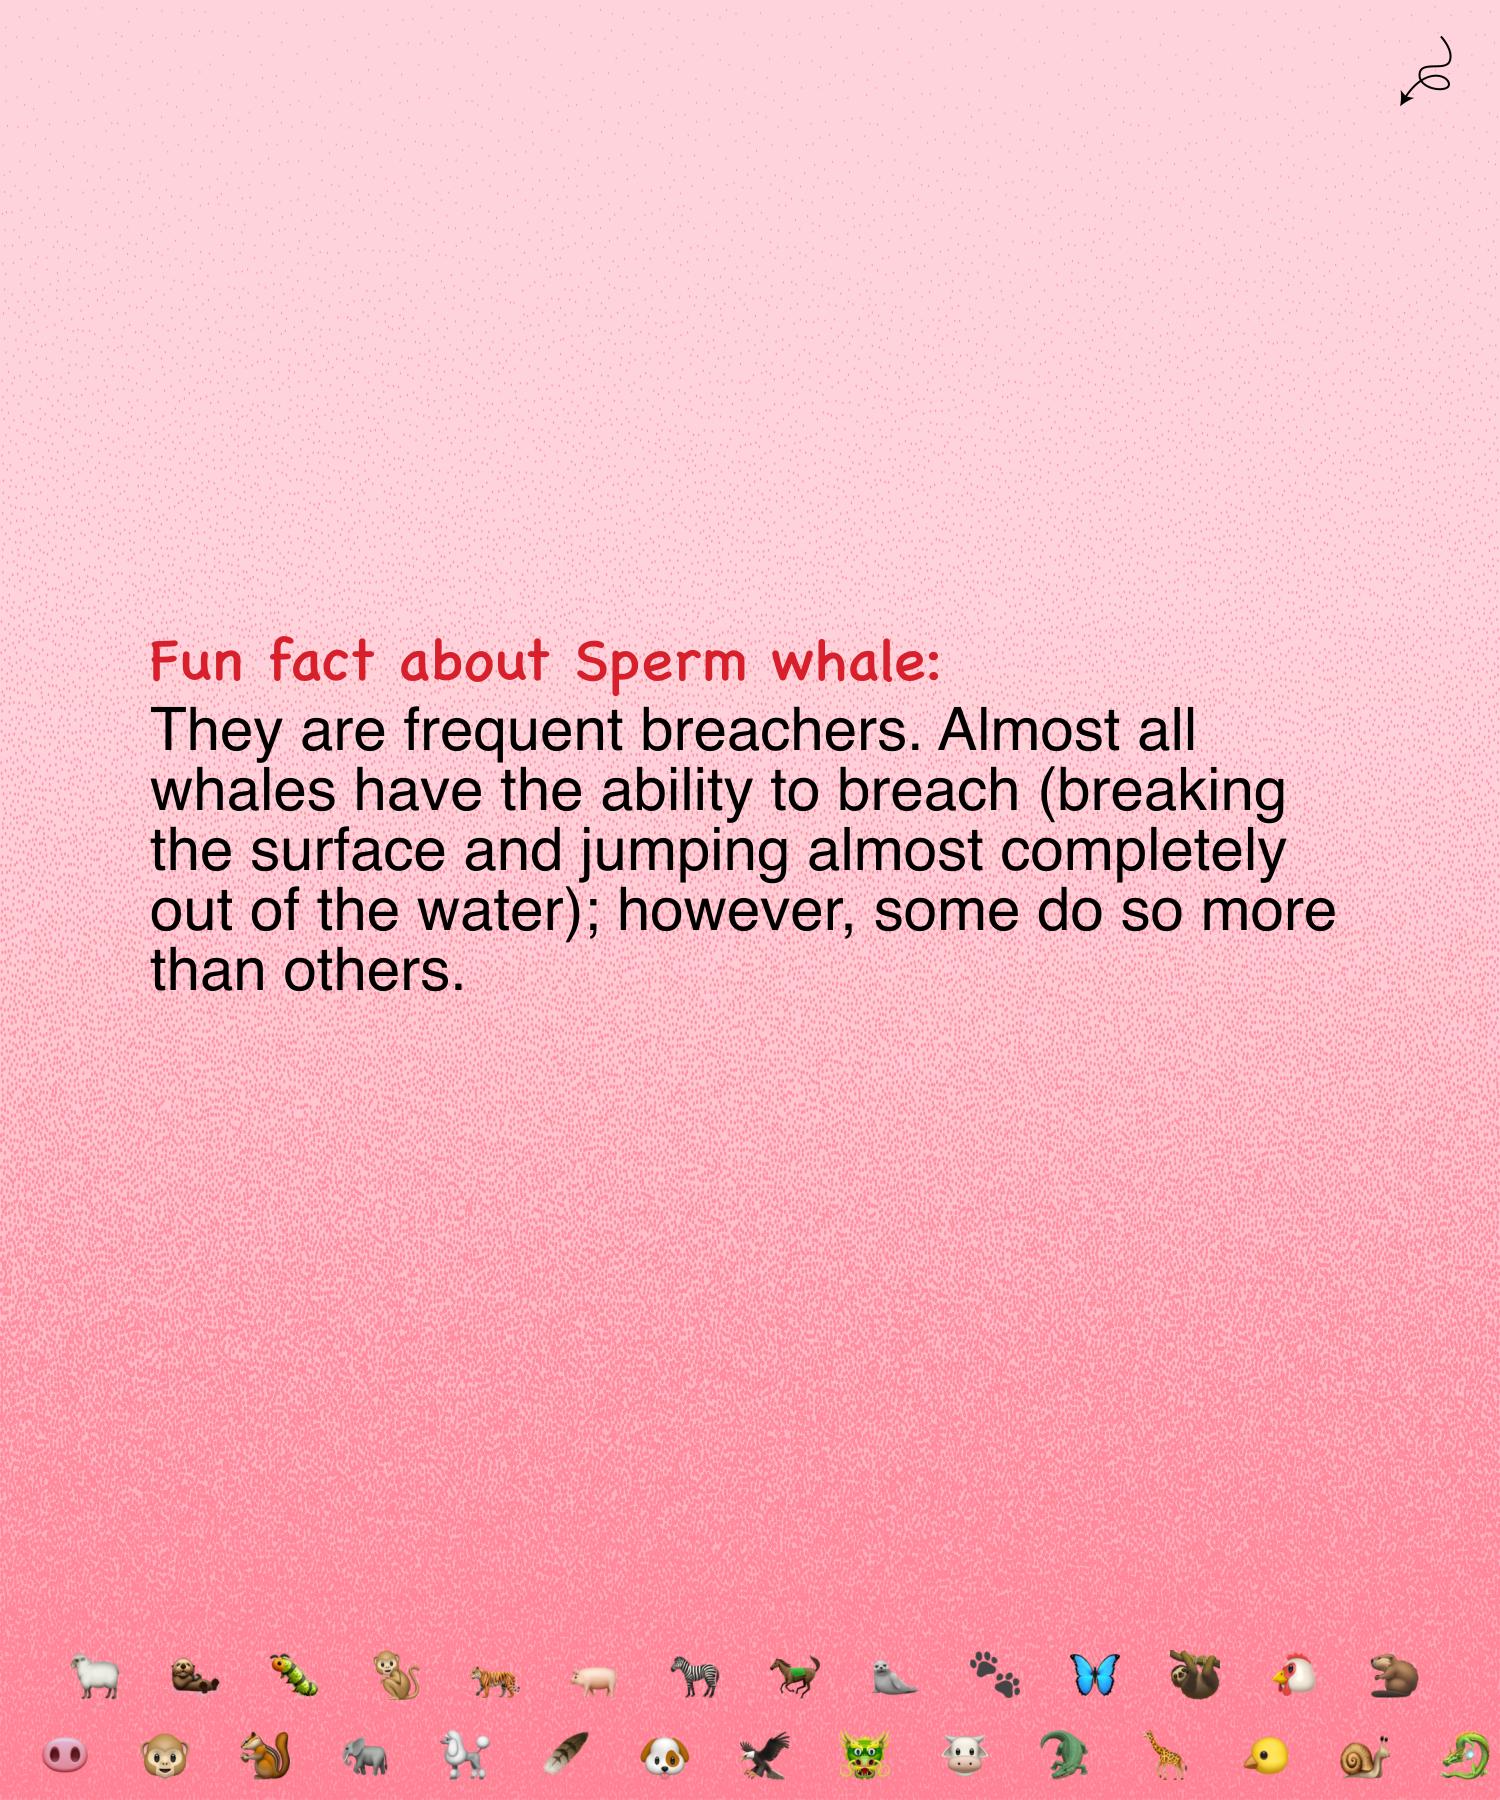 Fun fact about Sperm whale:
They are frequent breachers. Almost all
whales have the ability to breach (breaking
the surface and jumping almost completely
out of the water); however, some do so more
than others.